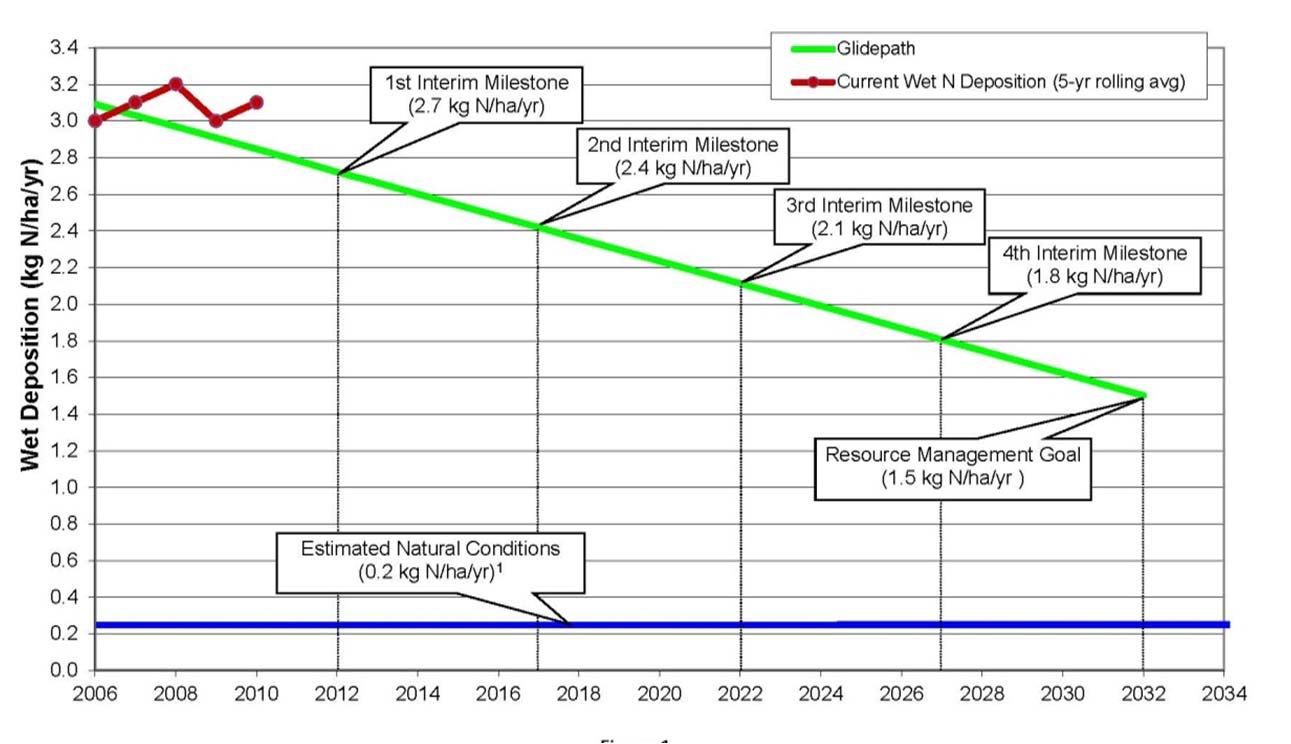 Glidepath
Current Wet N Deposition (5-yr rolling avg)
1st Interim Milestone
(2.7 kg N/ha/yr)
2nd Interim Milestone
(2.4 kg N/ha/yr)
3rd Interim Milestone
(2.1 kg N/ha/yr)
4th Interim Milestone
(1.8 kg N/ha/yr)
Resource Management Goal
(1.5 kg N/ha/yr )
Estimated Natural Conditions
(0.2 kg N/ha/yr)¹
Wet Deposition (kg N/ha/yr)
3.4
3.2
3.0
2.8
2.6
2.4
2.2
2.0
1.8
1.6
1.4
1.2
1.0
0.8
0.6
0.4
0.2
0.0
2006 2008 2010 2012 2014 2016 2018 2020 2022 2024 2026 2028 2030 2032 2034